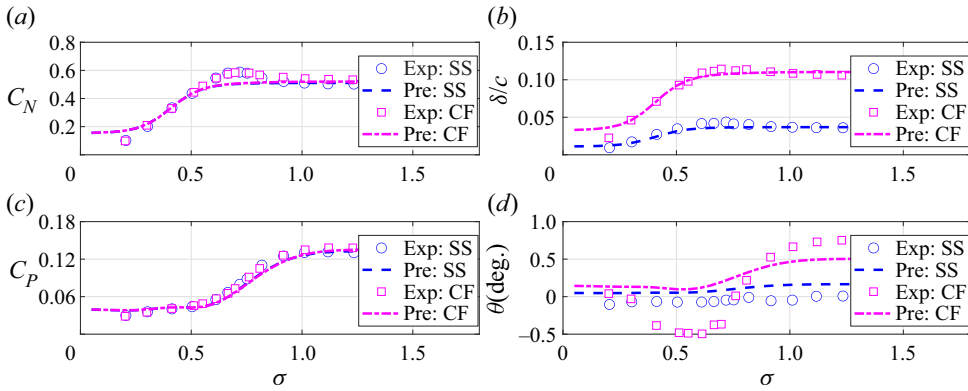 (a)
0.8
0.6
0.4
0.2
C_N
0
0.5
1.0
1.5
Exp: SS
Pre: SS
Exp: CF
Pre: CF
(b)
0.15
0.10
0.05
δ/c
0
0.5
1.0
1.5
Exp: SS
Pre: SS
Exp: CF
Pre: CF
(c)
0.18
0.12
0.06
C_P
0
0.5
1.0
1.5
σ
Exp: SS
Pre: SS
Exp: CF
Pre: CF
(d)
1.0
0.5
0
−0.5
θ(deg.)
0
0.5
1.0
1.5
σ
Exp: SS
Pre: SS
Exp: CF
Pre: CF